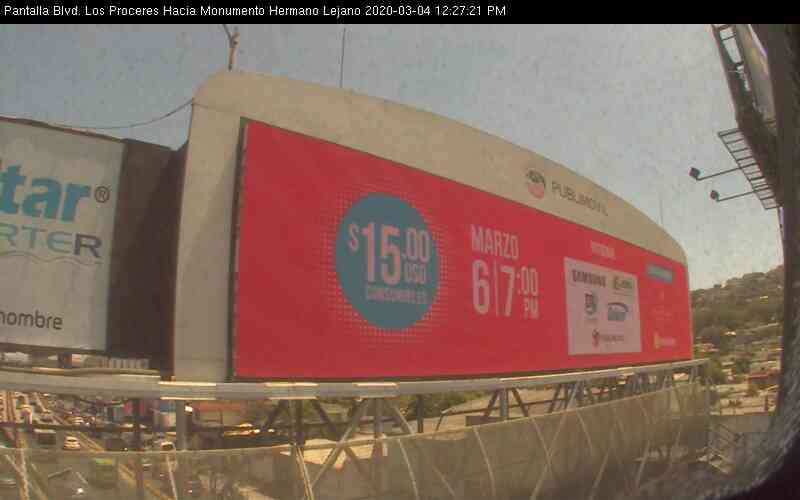 Pantalla Blvd. Los Proceres Hacia Monumento Hermano Lejano 2020-03-04 12:27:21 PM
tar®
RTER
nombre
PUBLIMOVIL
$15.00
USD
CONSUMIBLES
MARZO
6|7:00
PM
SAMSUNG